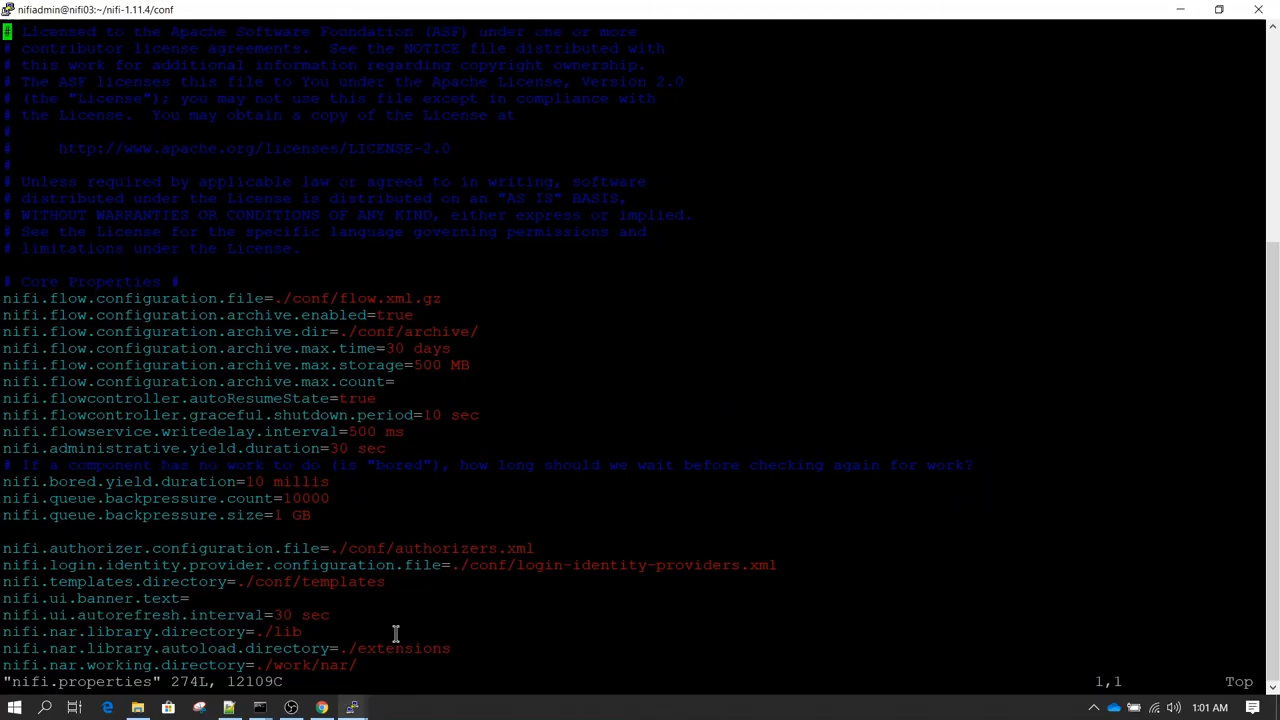 nifiadmin@nifi03:~/nifi-1.11.4/conf
# Licensed to the Apache Software Foundation (ASF) under one or more
# contributor license agreements.  See the NOTICE file distributed with
# this work for additional information regarding copyright ownership.
# The ASF licenses this file to You under the Apache License, Version 2.0
# (the "License"); you may not use this file except in compliance with
# the License.  You may obtain a copy of the License at
#
#     http://www.apache.org/licenses/LICENSE-2.0
#
# Unless required by applicable law or agreed to in writing, software
# distributed under the License is distributed on an "AS IS" BASIS,
# WITHOUT WARRANTIES OR CONDITIONS OF ANY KIND, either express or implied.
# See the License for the specific language governing permissions and
# limitations under the License.
# Core Properties #
nifi.flow.configuration.file=./conf/flow.xml.gz
nifi.flow.configuration.archive.enabled=true
nifi.flow.configuration.archive.dir=./conf/archive/
nifi.flow.configuration.archive.max.time=30 days
nifi.flow.configuration.archive.max.storage=500 MB
nifi.flow.configuration.archive.max.count=
nifi.flowcontroller.autoResumeState=true
nifi.flowcontroller.graceful.shutdown.period=10 sec
nifi.flowservice.writedelay.interval=500 ms
nifi.administrative.yield.duration=30 sec
# If a component has no work to do (is "bored"), how long should we wait before checking again for work?
nifi.bored.yield.duration=10 millis
nifi.queue.backpressure.count=10000
nifi.queue.backpressure.size=1 GB
nifi.authorizer.configuration.file=./conf/authorizers.xml
nifi.login.identity.provider.configuration.file=./conf/login-identity-providers.xml
nifi.templates.directory=./conf/templates
nifi.ui.banner.text=
nifi.ui.autorefresh.interval=30 sec
nifi.nar.library.directory=./lib
nifi.nar.library.autoload.directory=./extensions
nifi.nar.working.directory=./work/nar/
"nifi.properties" 274L, 12109C 1,1 Top
1:01 AM